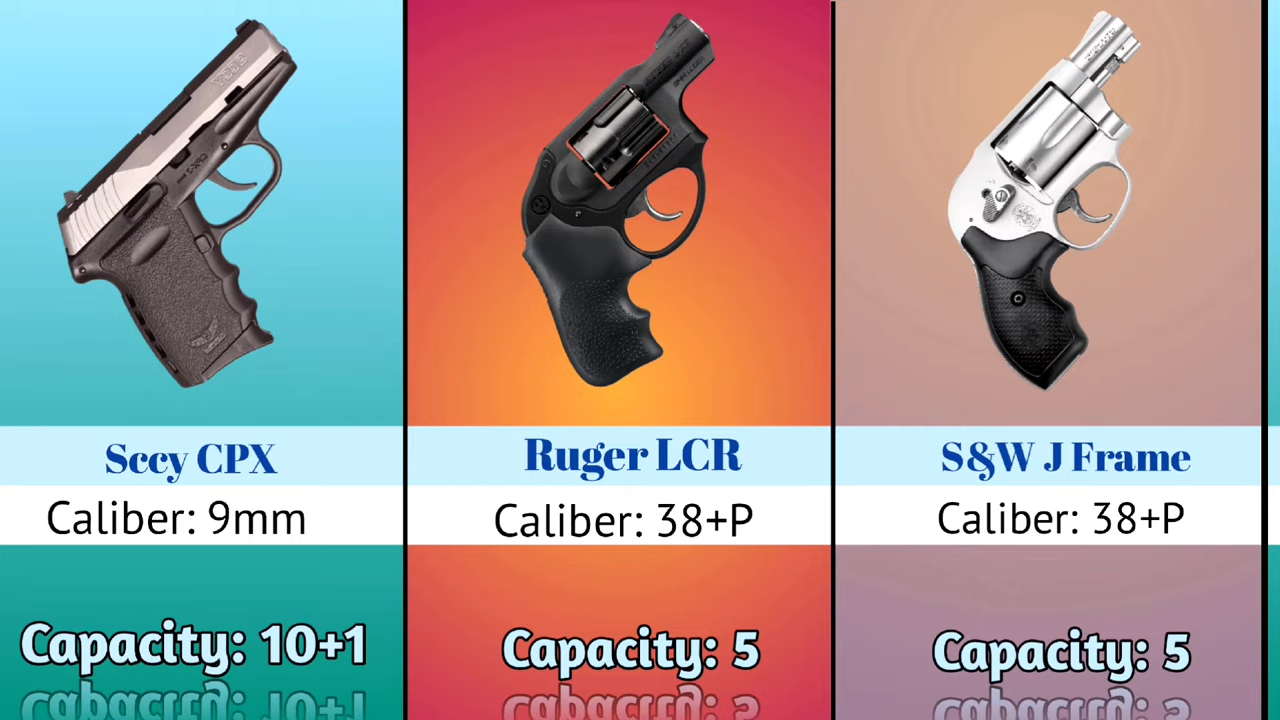 Sccy CPX
Caliber: 9mm
Capacity: 10+1
Ruger LCR
Caliber: 38+P
Capacity: 5
S&W J Frame
Caliber: 38+P
Capacity: 5